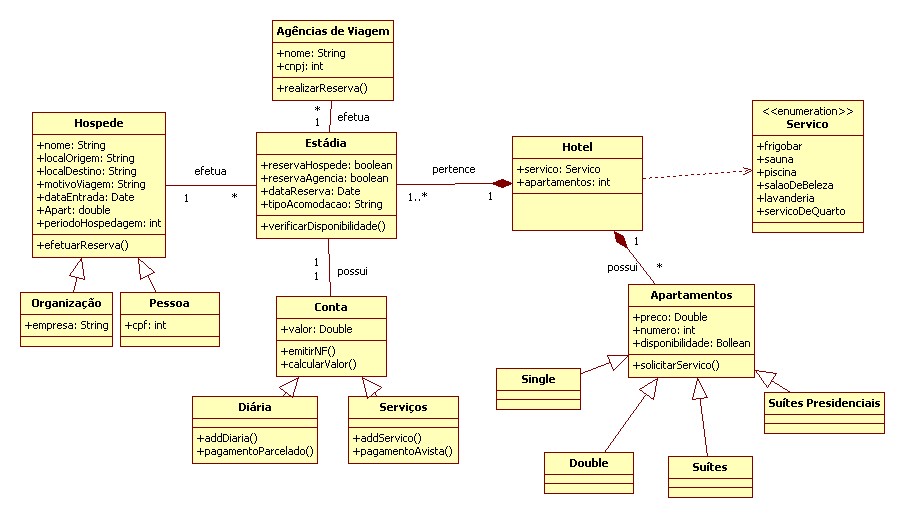 Agências de Viagem
+nome: String
+cnpj: int
+realizarReserva()
*
1
efetua
Hospede
+nome: String
+localOrigem: String
+localDestino: String
+motivoViagem: String
+dataEntrada: Date
+Apart: double
+periodoHospedagem: int
+efetuarReserva()
efetua
1
*
Estádia
+reservaHospede: boolean
+reservaAgencia: boolean
+dataReserva: Date
+tipoAcomodacao: String
+verificarDisponibilidade()
pertence
1..*
1
Hotel
+servico: Servico
+apartamentos: int
<<enumeration>>
Servico
+frigobar
+sauna
+piscina
+salaoDeBeleza
+lavanderia
+servicoDeQuarto
1
possui
*
1
1
possui
Organização
+empresa: String
Pessoa
+cpf: int
Conta
+valor: Double
+emitirNF()
+calcularValor()
Apartamentos
+preco: Double
+numero: int
+disponibilidade: Bollean
+solicitarServico()
Diária
+addDiaria()
+pagamentoParcelado()
Serviços
+addServico()
+pagamentoAvista()
Single
Double
Suítes
Suítes Presidenciais